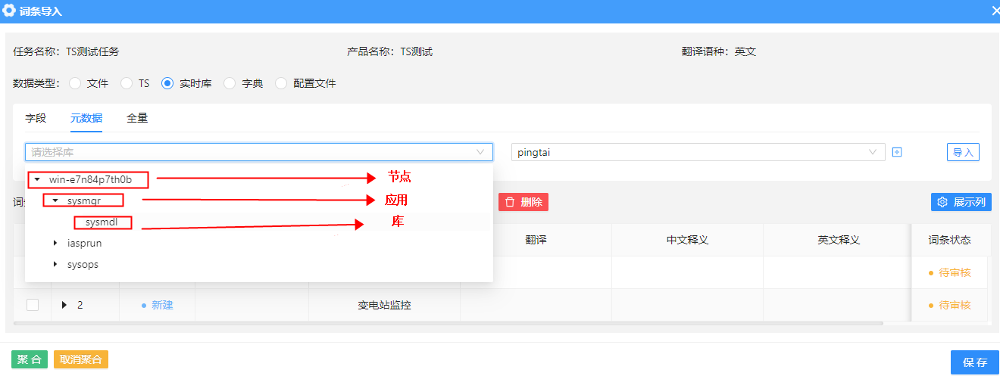 词条导入
任务名称：TS测试任务 产品名称：TS测试 翻译语种：英文
数据类型： 文件 TS 实时库 字典 配置文件
字段 元数据 全量
请选择库 pingtai 导入
win-e7n84p7th0b 节点
sysmgr 应用
词条 删除 展示列
sysmdl 库
iasprun 翻译 中文释义 英文释义 词条状态
sysops
待审核
2 新建 变电站监控 待审核
聚合 取消聚合 保存